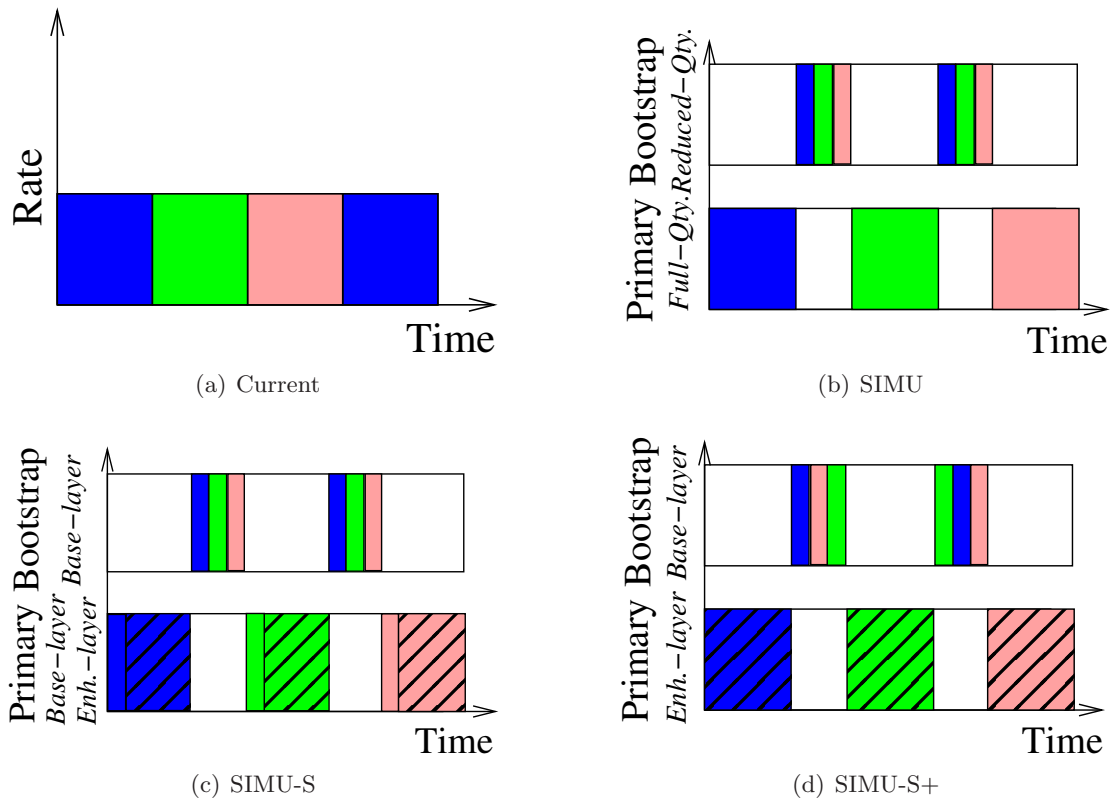 Rate
Time
(a) Current
Primary Bootstrap
Full−Qty.Reduced−Qty.
Time
(b) SIMU
Primary Bootstrap
Base−layer
Base−layer
Enh.−layer
Time
(c) SIMU-S
Primary Bootstrap
Enh.−layer Base−layer
Time
(d) SIMU-S+